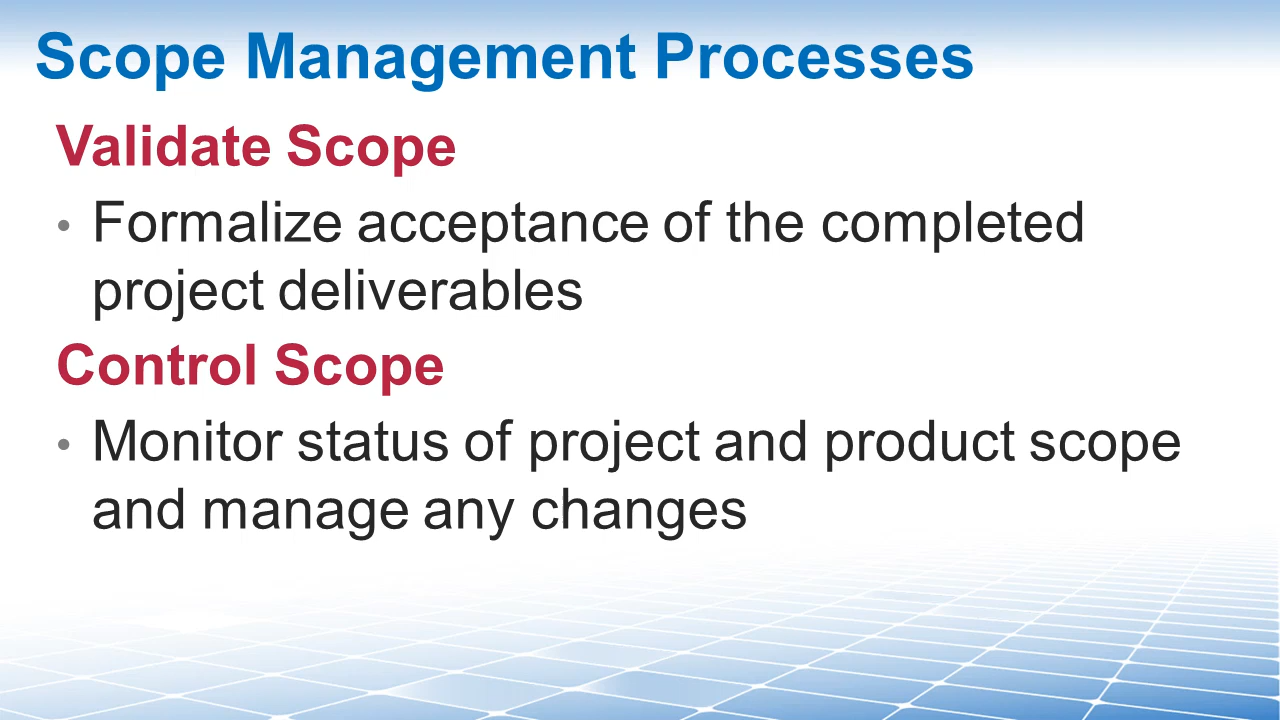 Scope Management Processes
Validate Scope
• Formalize acceptance of the completed
project deliverables
Control Scope
• Monitor status of project and product scope
and manage any changes